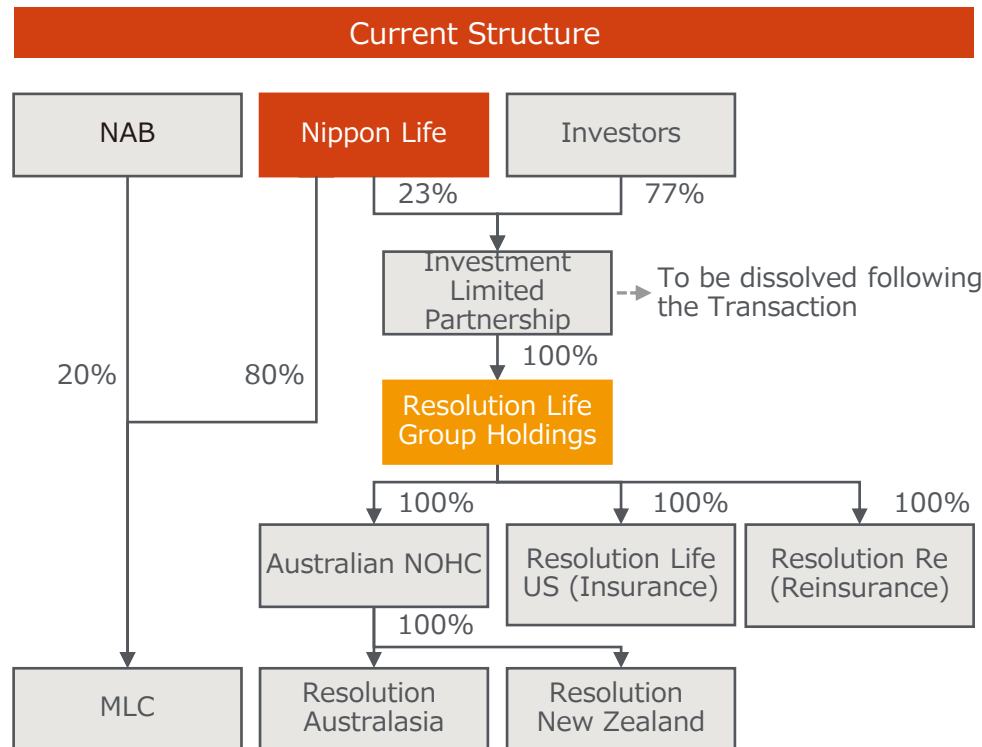 Current Structure
NAB
Nippon Life
Investors
23%
77%
Investment
Limited
Partnership
To be dissolved following
the Transaction
100%
20%
80%
Resolution Life
Group Holdings
100%
100%
100%
Australian NOHC
Resolution Life
US (Insurance)
Resolution Re
(Reinsurance)
100%
MLC
Resolution
Australasia
Resolution
New Zealand